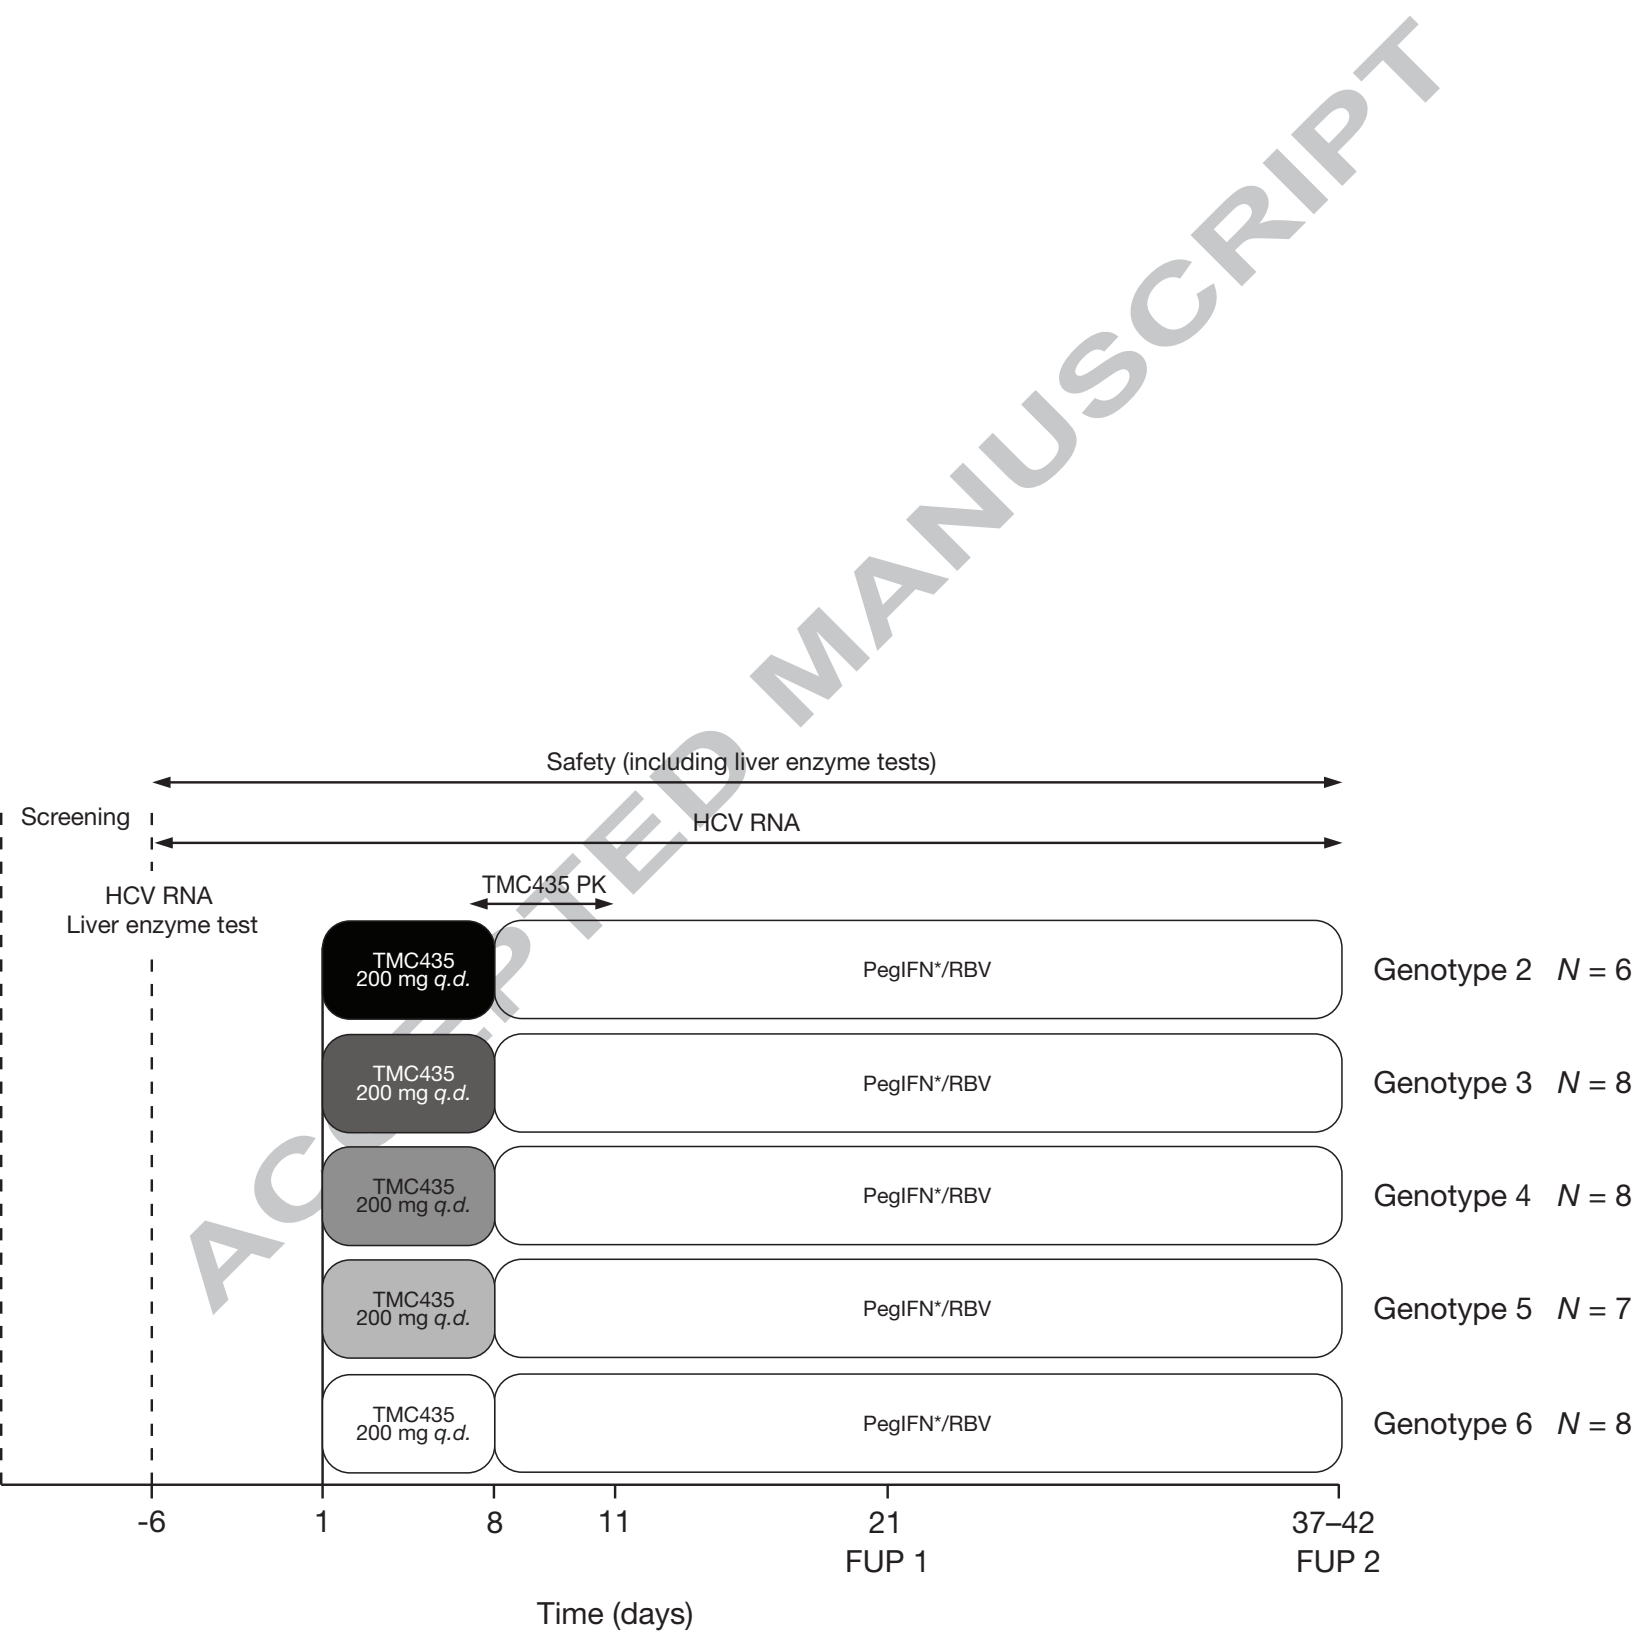 ACCEPTED MANUSCRIPT
Safety (including liver enzyme tests)
Screening
HCV RNA
TMC435 PK
HCV RNA
Liver enzyme test
TMC435
200 mg q.d.
PegIFN*/RBV
Genotype 2 N = 6
TMC435
200 mg q.d.
PegIFN*/RBV
Genotype 3 N = 8
TMC435
200 mg q.d.
PegIFN*/RBV
Genotype 4 N = 8
TMC435
200 mg q.d.
PegIFN*/RBV
Genotype 5 N = 7
TMC435
200 mg q.d.
PegIFN*/RBV
Genotype 6 N = 8
-6 1 8 11 21 37–42
FUP 1 FUP 2
Time (days)